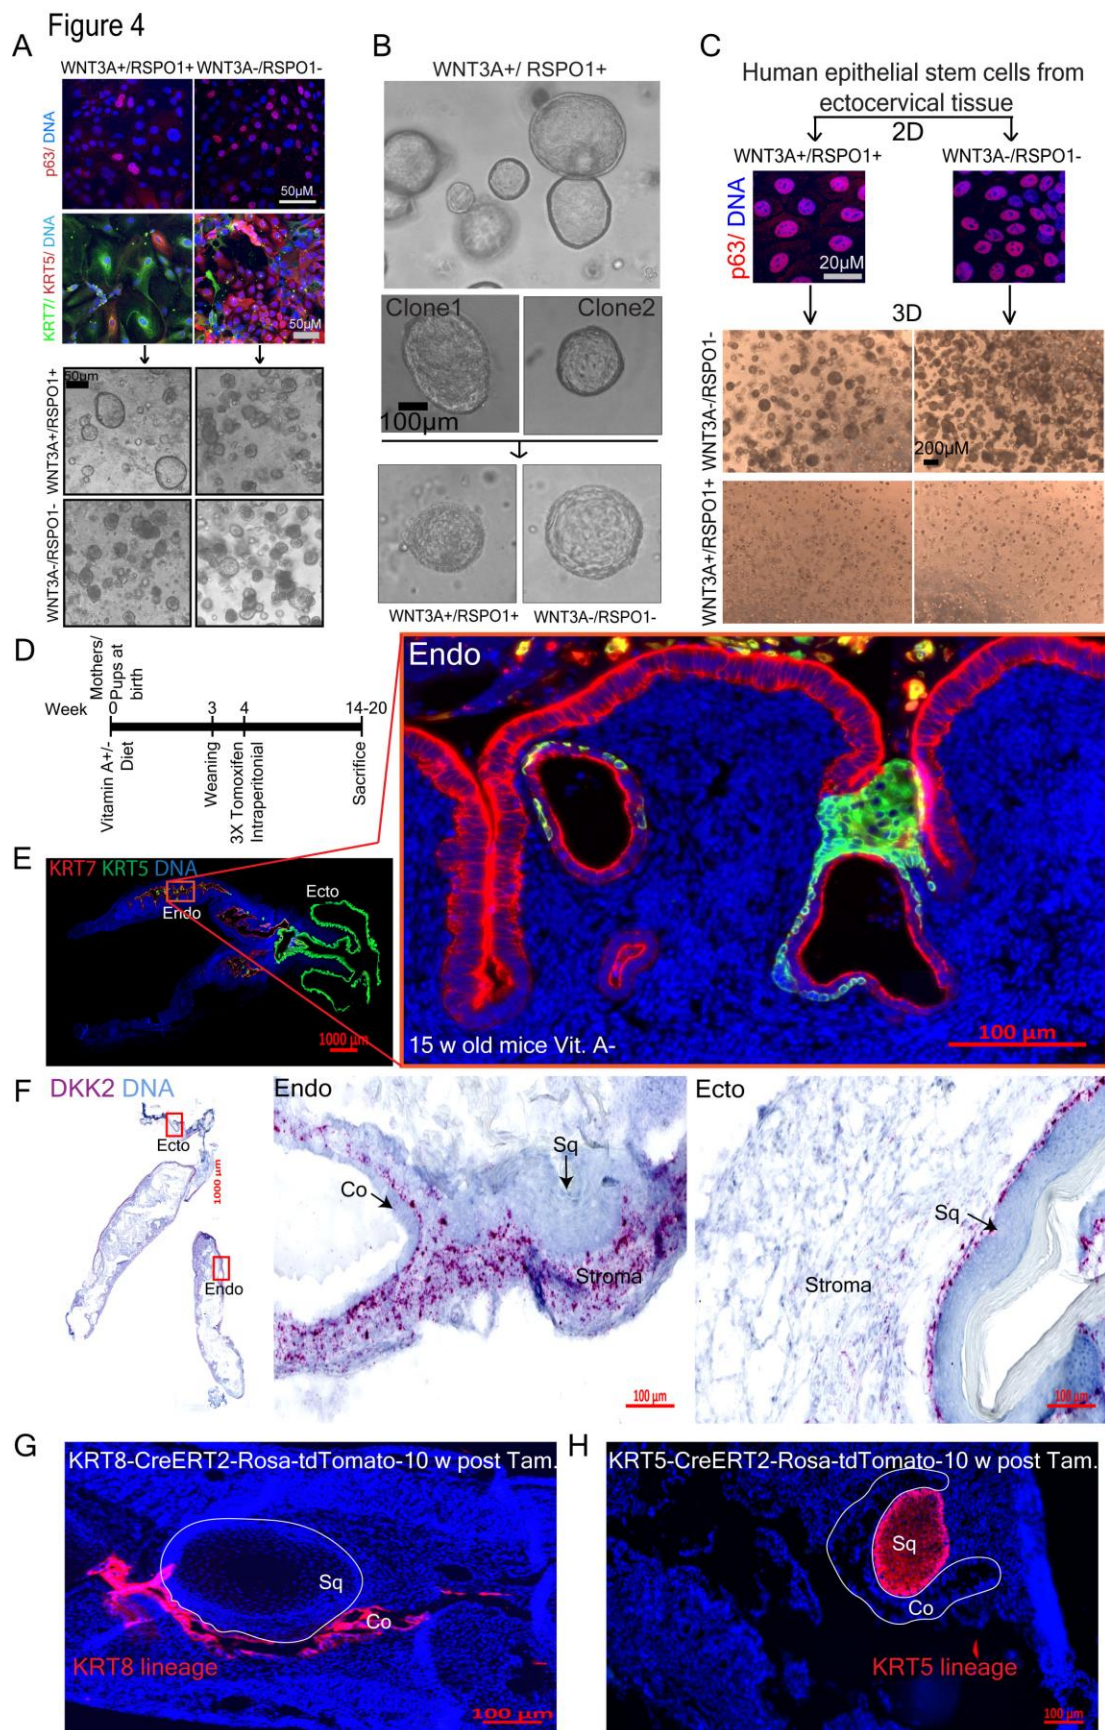 Figure 4
A
WNT3A+/RSPO1+ WNT3A-/RSPO1-
p63/ DNA
50µM
KRT7/ KRT5/ DNA
50µM
50µm
WNT3A+/RSPO1+
WNT3A-/RSPO1-
B
WNT3A+/ RSPO1+
Clone1
Clone2
100µm
WNT3A+/RSPO1+
WNT3A-/RSPO1-
C
Human epithelial stem cells from
ectocervical tissue
2D
WNT3A+/RSPO1+
WNT3A-/RSPO1-
p63/ DNA
20µM
3D
WNT3A-/RSPO1-
200µM
WNT3A+/RSPO1+
D
Mothers/
Pups at
birth
Week 0 3 4 14-20
Vitamin A+/-
Diet
Weaning
3X Tomoxifen
Intraperitonial
Sacrifice
E
KRT7 KRT5 DNA
Ecto
Endo
1000 µm
Endo
15 w old mice Vit. A-
100 µm
F
DKK2 DNA
Ecto
1000 µm
Endo
Endo
Sq
Co
Stroma
100 µm
Ecto
Sq
Stroma
100 µm
G
KRT8-CreERT2-Rosa-tdTomato-10 w post Tam.
Sq
Co
KRT8 lineage
100 µm
H
KRT5-CreERT2-Rosa-tdTomato-10 w post Tam.
Sq
Co
KRT5 lineage
100 µm